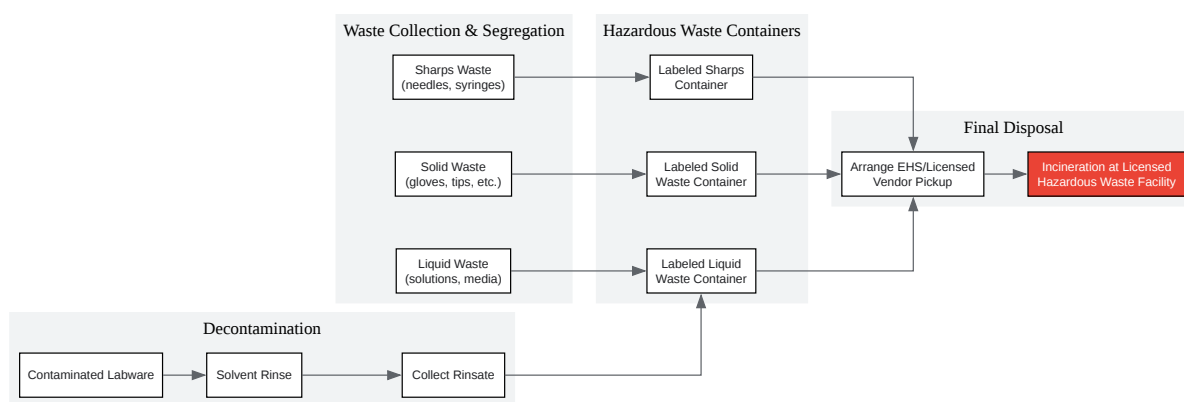 Waste Collection & Segregation
Sharps Waste
(needles, syringes)
Solid Waste
(gloves, tips, etc.)
Liquid Waste
(solutions, media)
Hazardous Waste Containers
Labeled Sharps
Container
Labeled Solid
Waste Container
Labeled Liquid
Waste Container
Final Disposal
Arrange EHS/Licensed
Vendor Pickup
Incineration at Licensed
Hazardous Waste Facility
Decontamination
Contaminated Labware
Solvent Rinse
Collect Rinsate